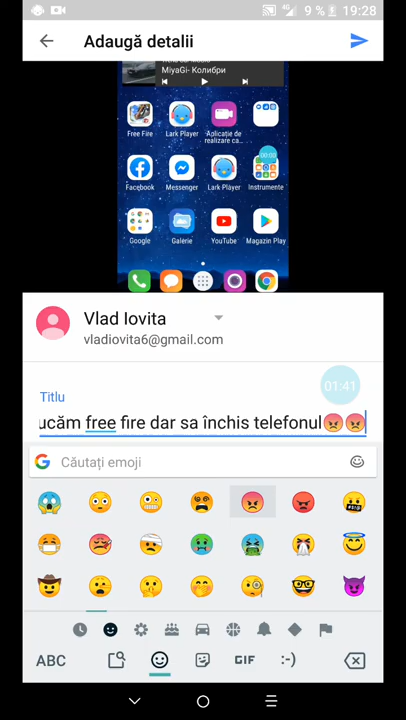 9 % 19:28
Adaugă detalii
MiyaGi- Колибри
Free Fire Lark Player Aplicație de realizare ca...
00:00
Facebook Messenger Lark Player Instrumente
Google Galerie YouTube Magazin Play
Vlad Iovita
vladiovita6@gmail.com
01:41
Titlu
ucăm free fire dar sa închis telefonul😡😡
Căutați emoji
ABC GIF :-)